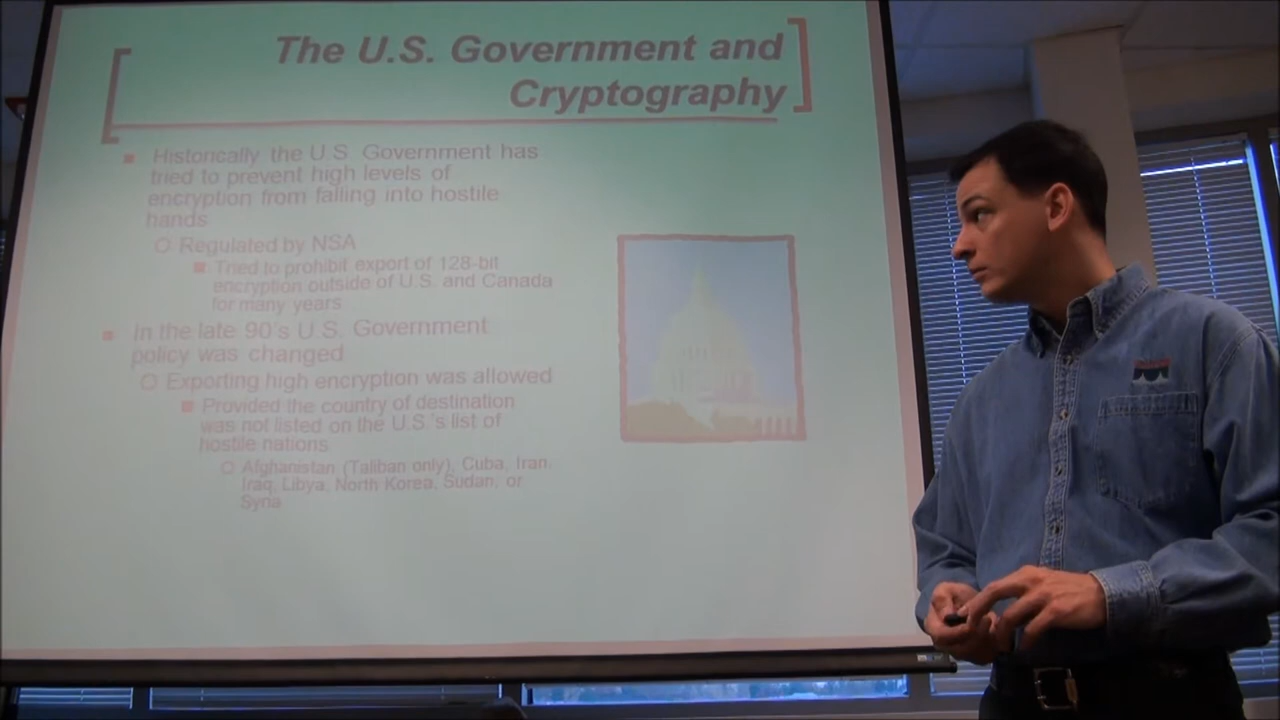 The U.S. Government and
Cryptography
Historically the U.S. Government has
tried to prevent high levels of
encryption from falling into hostile
hands
Regulated by NSA
Tried to prohibit export of 128-bit
encryption outside of U.S. and Canada
for many years
In the late 90's U.S. Government
policy was changed
Exporting high encryption was allowed
Provided the country of destination
was not listed on the U.S.'s list of
hostile nations
Afghanistan (Taliban only), Cuba, Iran,
Iraq, Libya, North Korea, Sudan, or
Syria